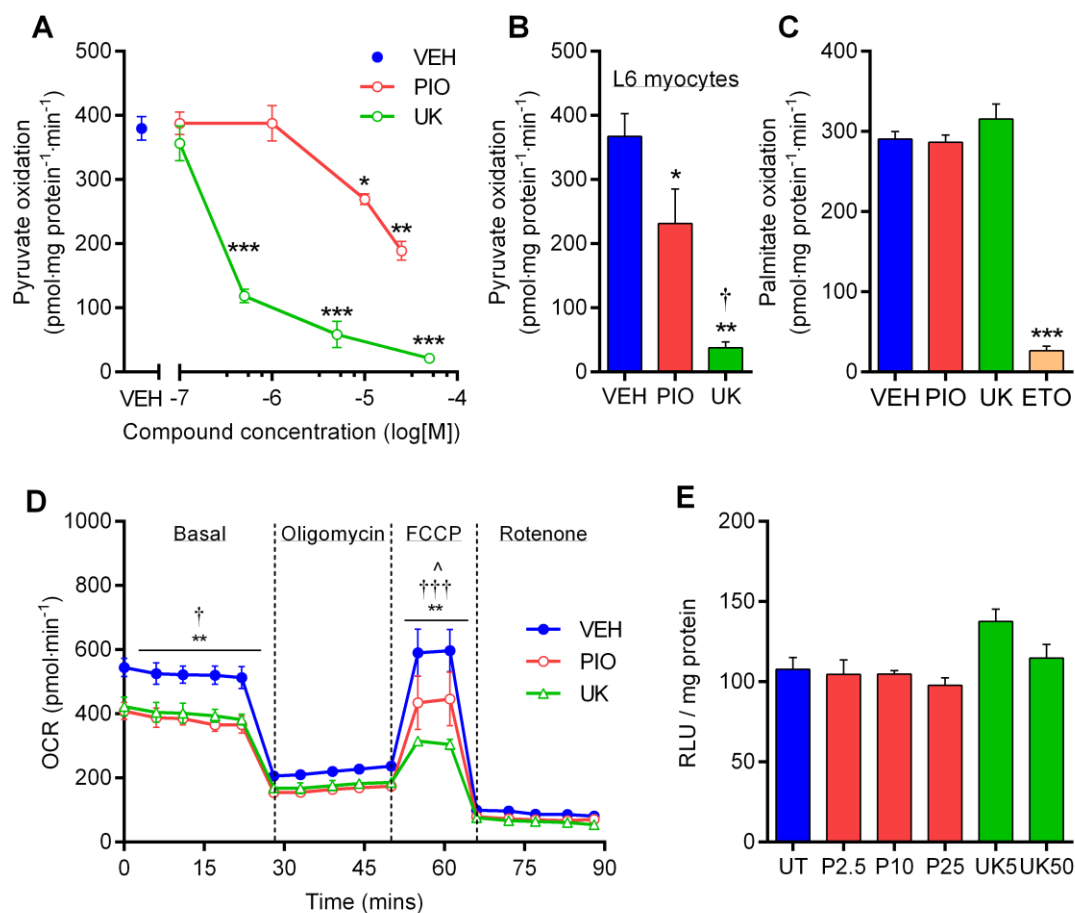 A
Pyruvate oxidation
(pmol·mg protein⁻¹·min⁻¹)
500
400
300
200
100
0
VEH
PIO
UK
*
**
***
***
***
VEH
-7
-6
-5
-4
Compound concentration (log[M])
B
Pyruvate oxidation
(pmol·mg protein⁻¹·min⁻¹)
500
400
300
200
100
0
L6 myocytes
*
†
**
VEH PIO UK
C
Palmitate oxidation
(pmol·mg protein⁻¹·min⁻¹)
400
300
200
100
0
***
VEH PIO UK ETO
D
OCR (pmol·min⁻¹)
1000
800
600
400
200
0
Basal
Oligomycin
FCCP
Rotenone
†
**
^
†††
**
VEH
PIO
UK
0 15 30 45 60 75 90
Time (mins)
E
RLU / mg protein
200
150
100
50
0
UT P2.5 P10 P25 UK5 UK50